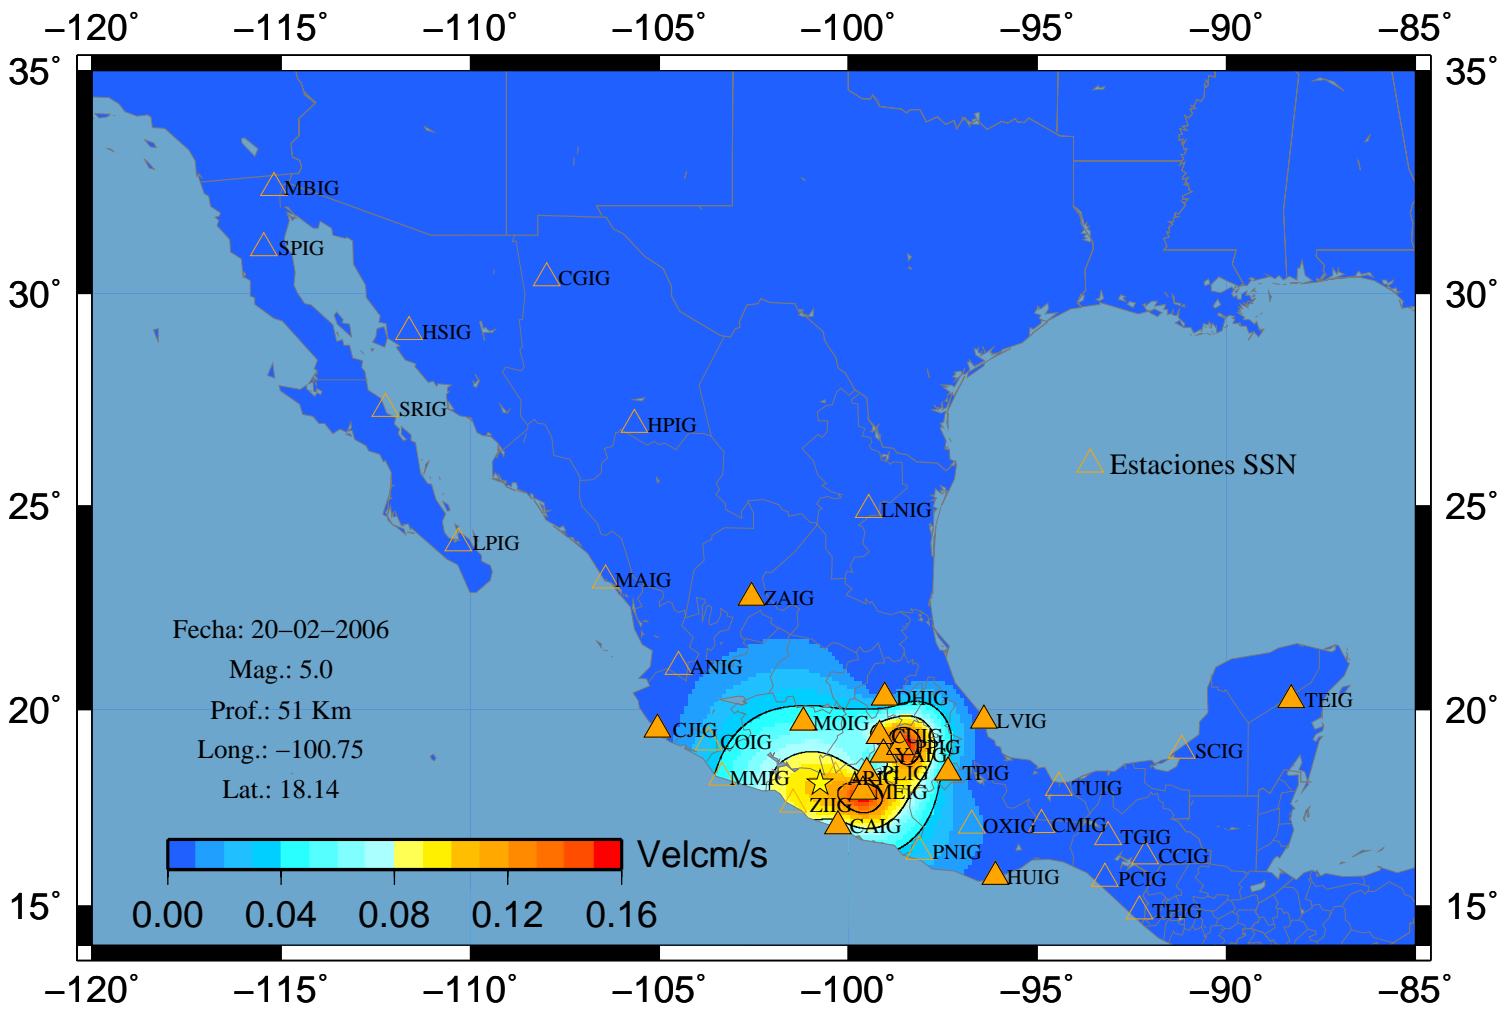 −120˚ −115˚ −110˚ −105˚ −100˚ −95˚ −90˚ −85˚
35˚ 35˚
MBIG
SPIG
CGIG
30˚ 30˚
HSIG
SRIG
HPIG
Estaciones SSN
25˚ 25˚
LNIG
LPIG
MAIG
ZAIG
Fecha: 20−02−2006
Mag.: 5.0
ANIG
DHIG
TEIG
20˚ 20˚
Prof.: 51 Km
MOIG
LVIG
CJIG
CUIG
COIG
PPIG
SCIG
Long.: −100.75
YAIG
PLIG
TPIG
MMIG
ARIG
Lat.: 18.14
MEIG
TUIG
ZIIG
CAIG
OXIG
CMIG
TGIG
PNIG
CCIG
Velcm/s
HUIG
PCIG
15˚ 15˚
THIG
0.00 0.04 0.08 0.12 0.16
−120˚ −115˚ −110˚ −105˚ −100˚ −95˚ −90˚ −85˚